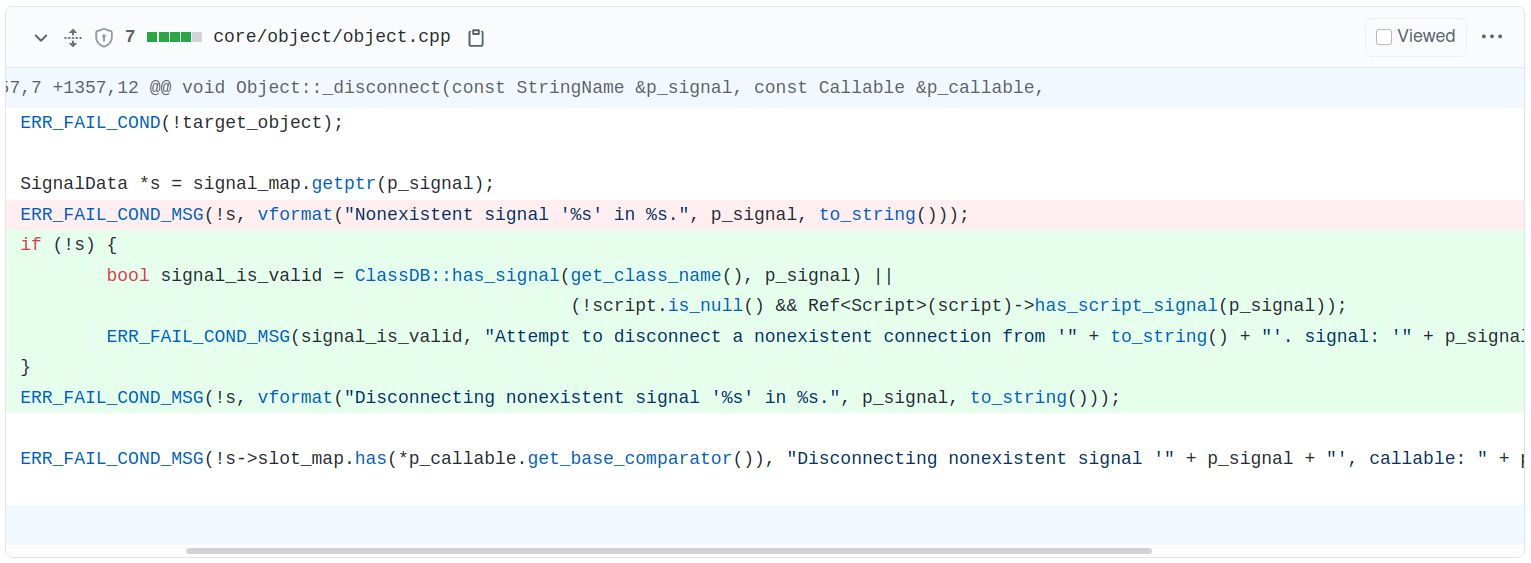 7 core/object/object.cpp Viewed
57,7 +1357,12 @@ void Object::_disconnect(const StringName &p_signal, const Callable &p_callable,
ERR_FAIL_COND(!target_object);
SignalData *s = signal_map.getptr(p_signal);
ERR_FAIL_COND_MSG(!s, vformat("Nonexistent signal '%s' in %s.", p_signal, to_string()));
if (!s) {
bool signal_is_valid = ClassDB::has_signal(get_class_name(), p_signal) ||
(!script.is_null() && Ref<Script>(script)->has_script_signal(p_signal));
ERR_FAIL_COND_MSG(signal_is_valid, "Attempt to disconnect a nonexistent connection from '" + to_string() + "'. signal: '" + p_signal
}
ERR_FAIL_COND_MSG(!s, vformat("Disconnecting nonexistent signal '%s' in %s.", p_signal, to_string()));
ERR_FAIL_COND_MSG(!s->slot_map.has(*p_callable.get_base_comparator()), "Disconnecting nonexistent signal '" + p_signal + "', callable: " + p